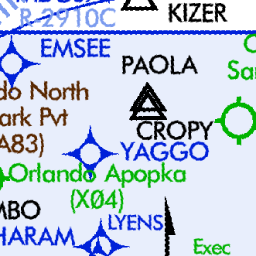 R-2910C
KIZER
EMSEE
PAOLA
do North
ark Pvt
A83)
CROPY
YAGGO
Orlando Apopka
(X04)
MBO
LYENS
HARAM
Exec